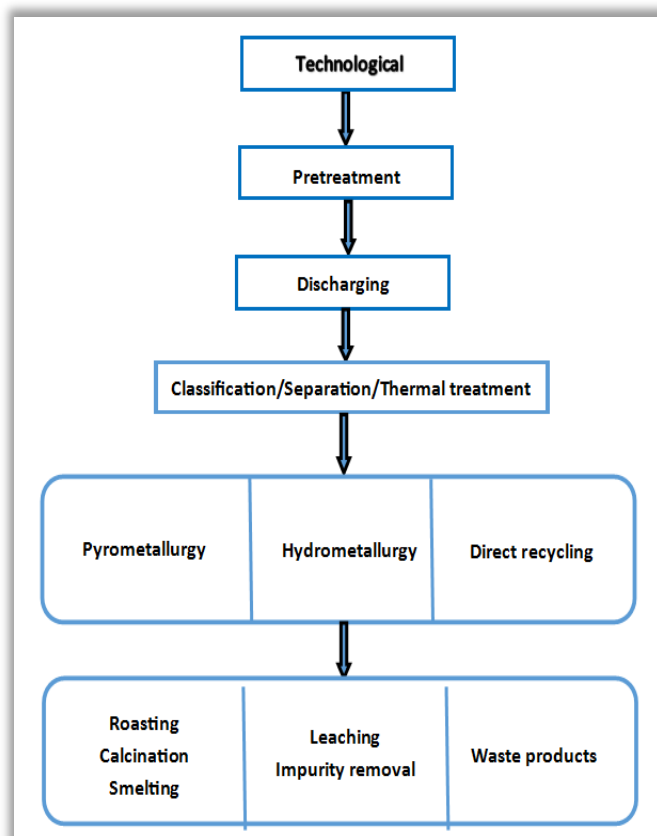 Technological
Pretreatment
Discharging
Classification/Separation/Thermal treatment
Pyrometallurgy
Hydrometallurgy
Direct recycling
Roasting
Calcination
Smelting
Leaching
Impurity removal
Waste products